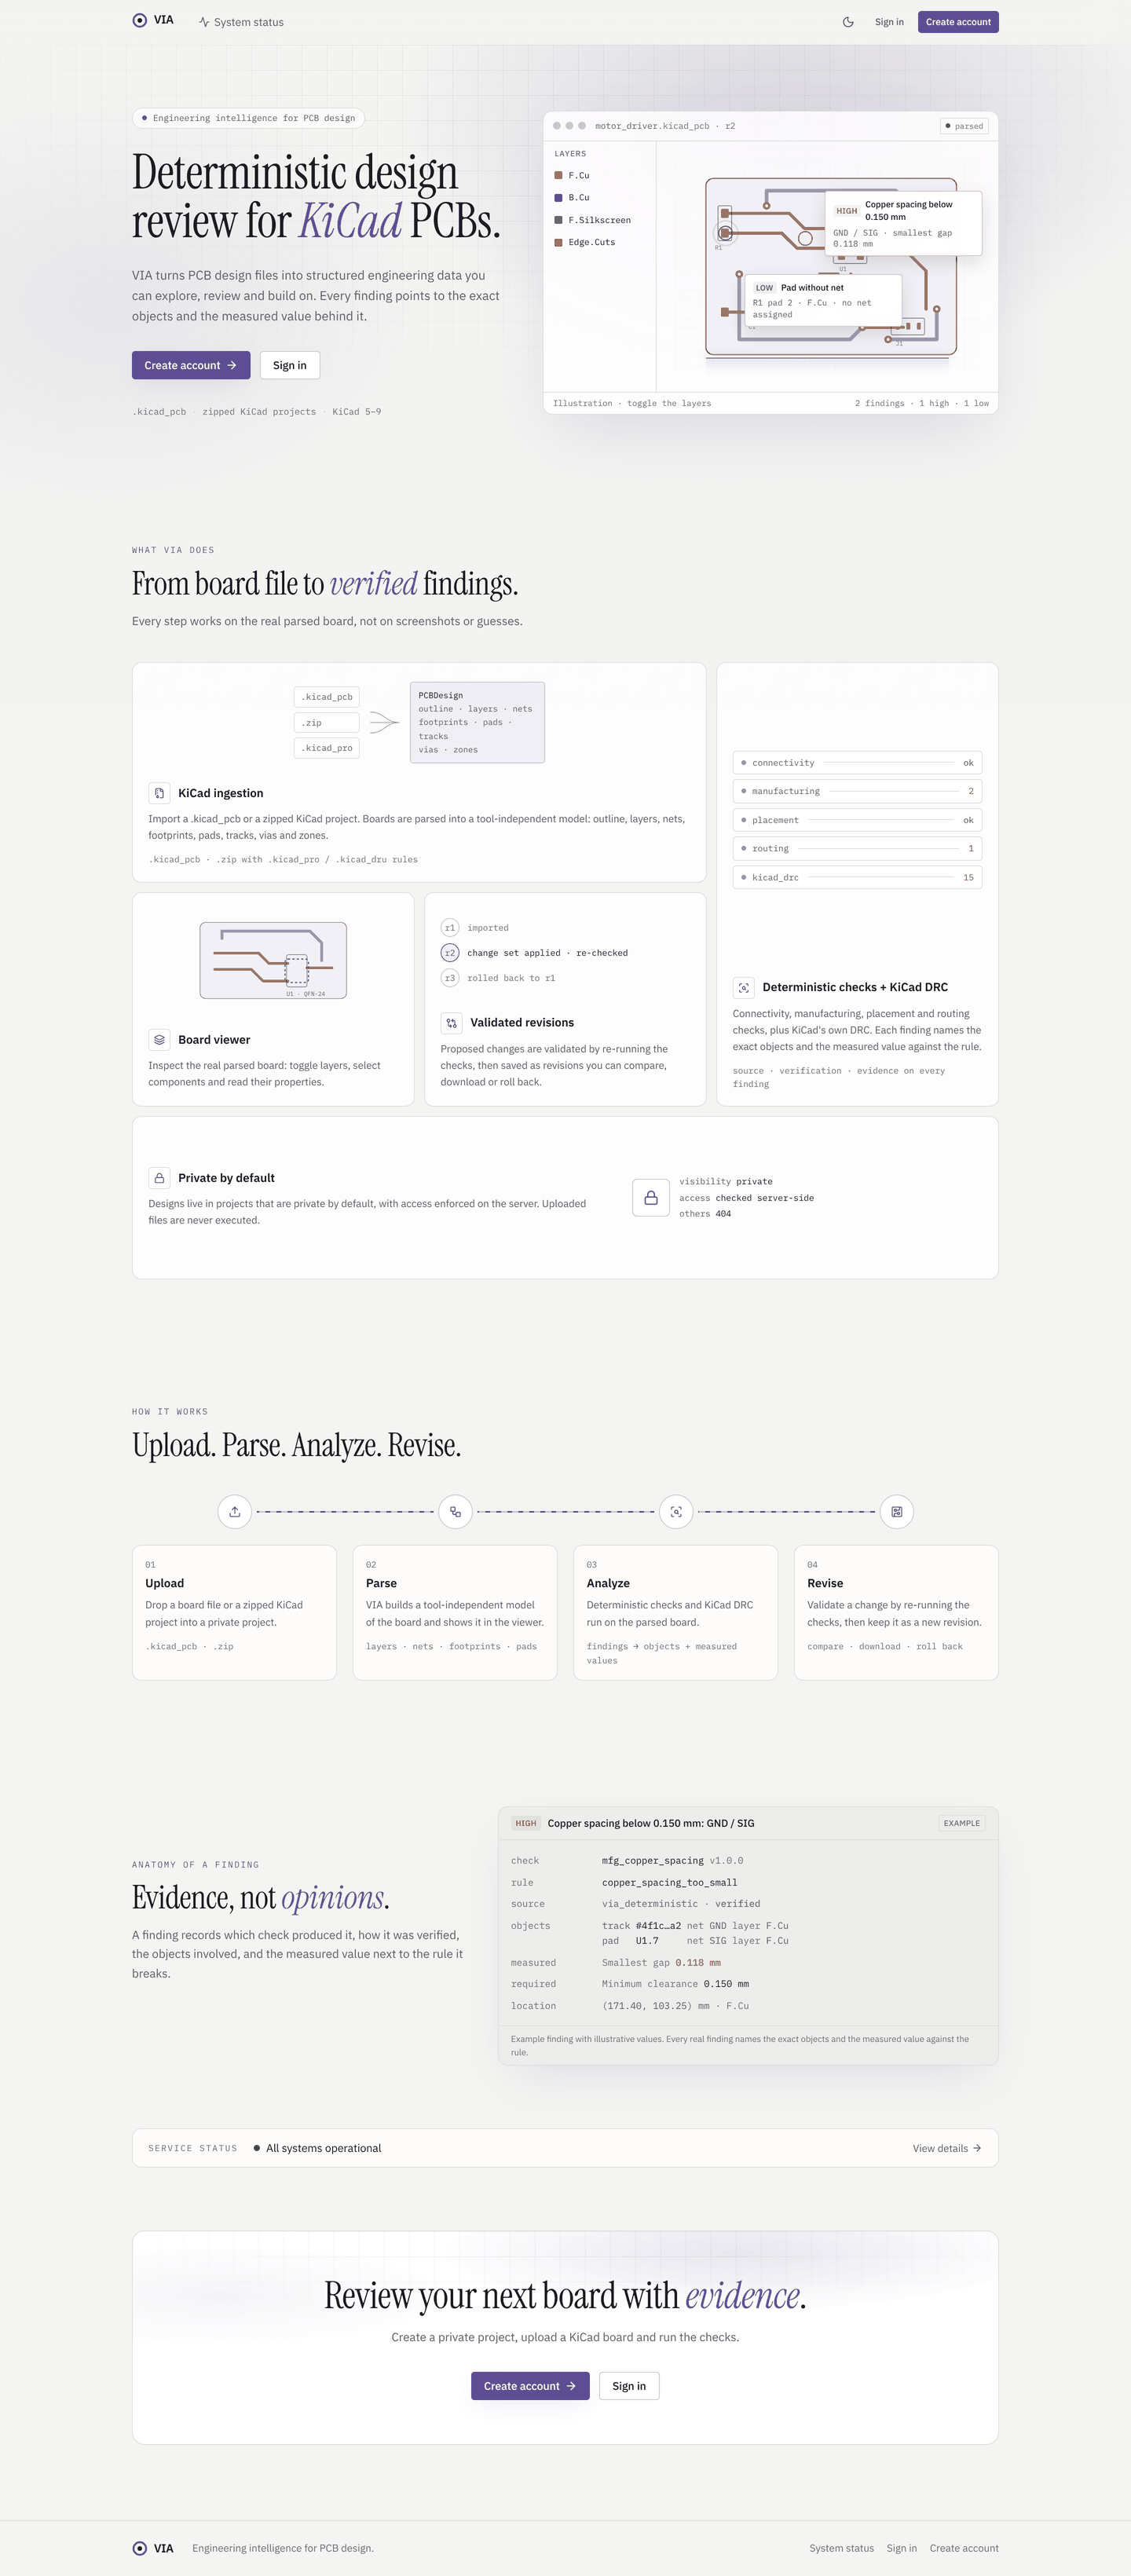 VIA
System status
Sign in
Create account
Engineering intelligence for PCB design
Deterministic design
review for KiCad PCBs.
VIA turns PCB design files into structured engineering data you
can explore, review and build on. Every finding points to the exact
objects and the measured value behind it.
Create account →
Sign in
.kicad_pcb · zipped KiCad projects · KiCad 5–9
motor_driver.kicad_pcb · r2
parsed
LAYERS
F.Cu
B.Cu
F.Silkscreen
Edge.Cuts
HIGH Copper spacing below
0.150 mm
GND / SIG · smallest gap
0.118 mm
R1
U1
LOW Pad without net
R1 pad 2 · F.Cu · no net
assigned
J1
Illustration · toggle the layers
2 findings · 1 high · 1 low
WHAT VIA DOES
From board file to verified findings.
Every step works on the real parsed board, not on screenshots or guesses.
.kicad_pcb
.zip
.kicad_pro
PCBDesign
outline · layers · nets
footprints · pads ·
tracks
vias · zones
KiCad ingestion
Import a .kicad_pcb or a zipped KiCad project. Boards are parsed into a tool-independent model: outline, layers, nets,
footprints, pads, tracks, vias and zones.
.kicad_pcb · .zip with .kicad_pro / .kicad_dru rules
connectivity ok
manufacturing 2
placement ok
routing 1
kicad_drc 15
Deterministic checks + KiCad DRC
Connectivity, manufacturing, placement and routing
checks, plus KiCad's own DRC. Each finding names the
exact objects and the measured value against the rule.
source · verification · evidence on every
finding
U1 · QFN-24
Board viewer
Inspect the real parsed board: toggle layers, select
components and read their properties.
r1 imported
r2 change set applied · re-checked
r3 rolled back to r1
Validated revisions
Proposed changes are validated by re-running the
checks, then saved as revisions you can compare,
download or roll back.
Private by default
Designs live in projects that are private by default, with access enforced on the server. Uploaded
files are never executed.
visibility private
access checked server-side
others 404
HOW IT WORKS
Upload. Parse. Analyze. Revise.
01
Upload
Drop a board file or a zipped KiCad
project into a private project.
.kicad_pcb · .zip
02
Parse
VIA builds a tool-independent model
of the board and shows it in the viewer.
layers · nets · footprints · pads
03
Analyze
Deterministic checks and KiCad DRC
run on the parsed board.
findings → objects + measured
values
04
Revise
Validate a change by re-running the
checks, then keep it as a new revision.
compare · download · roll back
ANATOMY OF A FINDING
Evidence, not opinions.
A finding records which check produced it, how it was verified,
the objects involved, and the measured value next to the rule it
breaks.
HIGH Copper spacing below 0.150 mm: GND / SIG
EXAMPLE
check mfg_copper_spacing v1.0.0
rule copper_spacing_too_small
source via_deterministic · verified
objects track #4f1c…a2 net GND layer F.Cu
pad U1.7 net SIG layer F.Cu
measured Smallest gap 0.118 mm
required Minimum clearance 0.150 mm
location (171.40, 103.25) mm · F.Cu
Example finding with illustrative values. Every real finding names the exact objects and the measured value against the
rule.
SERVICE STATUS
All systems operational
View details →
Review your next board with evidence.
Create a private project, upload a KiCad board and run the checks.
Create account →
Sign in
VIA
Engineering intelligence for PCB design.
System status
Sign in
Create account